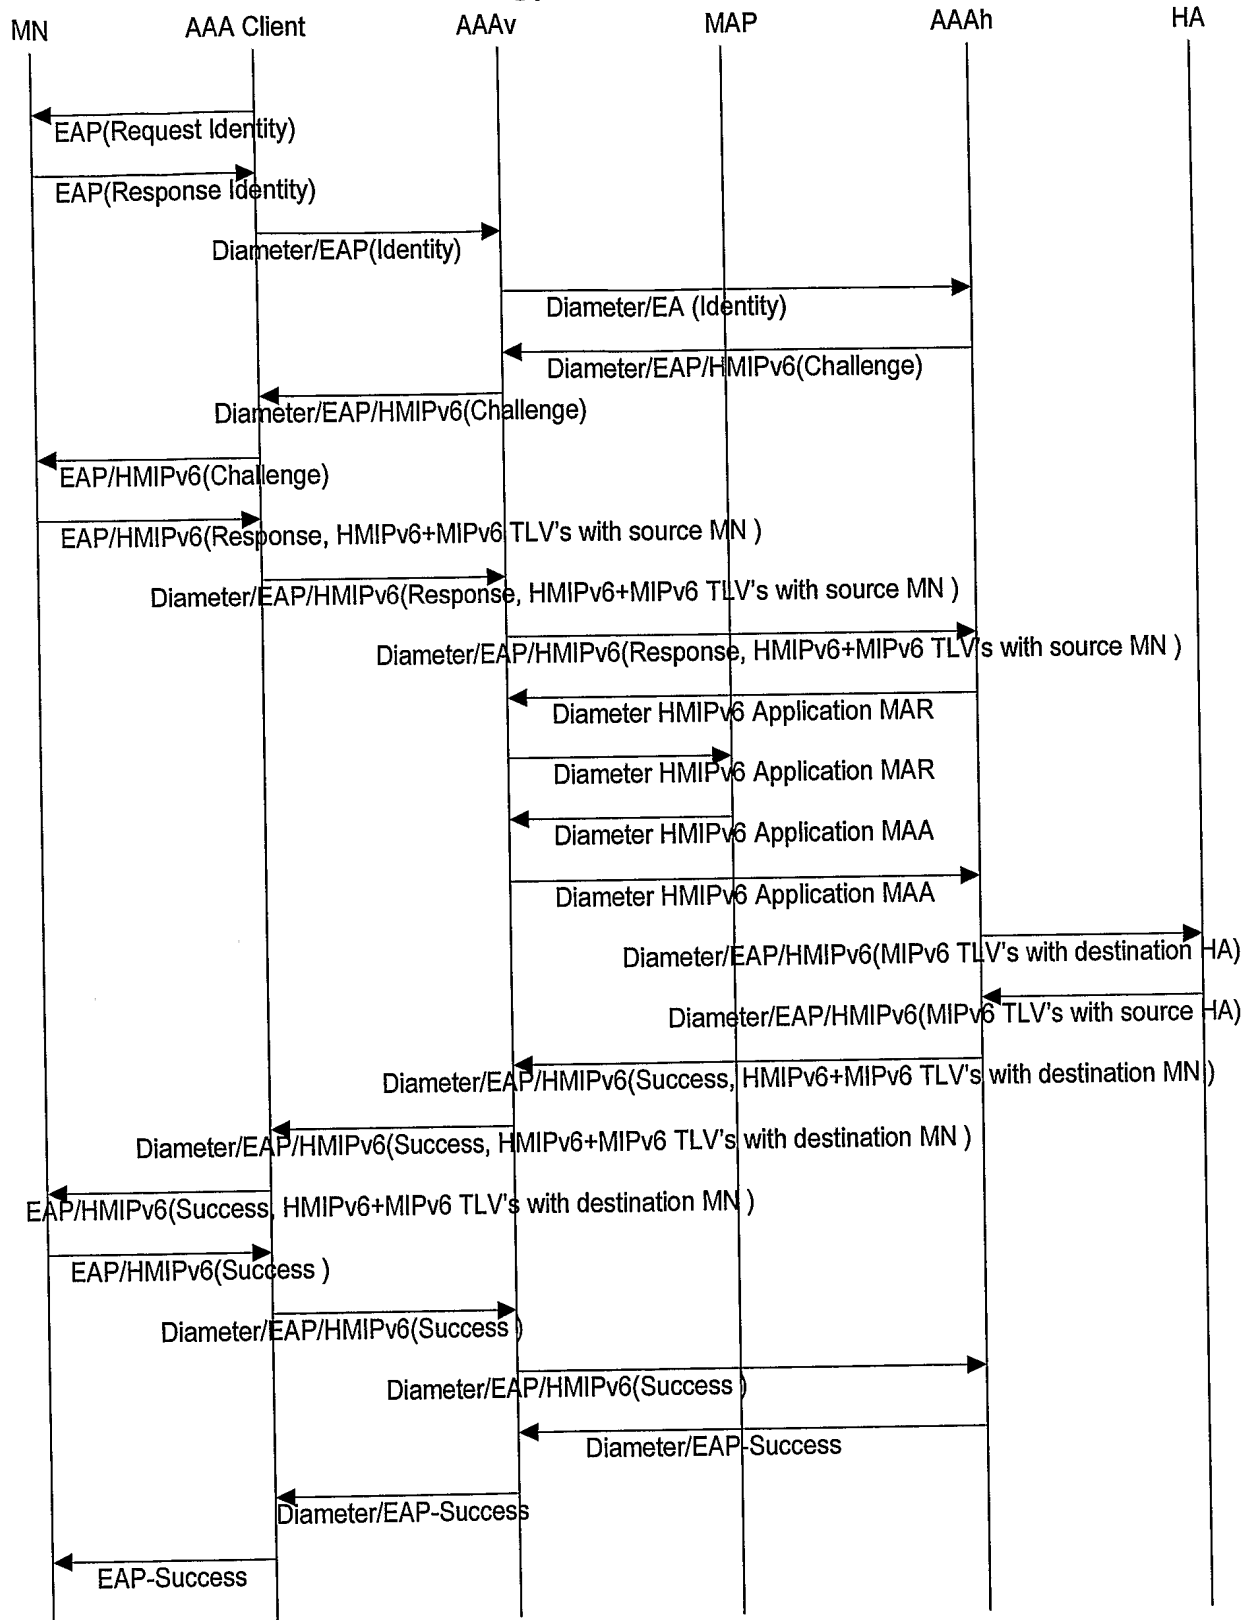 MN AAA Client AAAv MAP AAAh HA
EAP(Request Identity)
EAP(Response Identity)
Diameter/EAP(Identity)
Diameter/EA (Identity)
Diameter/EAP/HMIPv6(Challenge)
Diameter/EAP/HMIPv6(Challenge)
EAP/HMIPv6(Challenge)
EAP/HMIPv6(Response, HMIPv6+MIPv6 TLV's with source MN )
Diameter/EAP/HMIPv6(Response, HMIPv6+MIPv6 TLV's with source MN )
Diameter/EAP/HMIPv6(Response, HMIPv6+MIPv6 TLV's with source MN )
Diameter HMIPv6 Application MAR
Diameter HMIPv6 Application MAR
Diameter HMIPv6 Application MAA
Diameter HMIPv6 Application MAA
Diameter/EAP/HMIPv6(MIPv6 TLV's with destination HA)
Diameter/EAP/HMIPv6(MIPv6 TLV's with source HA)
Diameter/EAP/HMIPv6(Success, HMIPv6+MIPv6 TLV's with destination MN )
Diameter/EAP/HMIPv6(Success, HMIPv6+MIPv6 TLV's with destination MN )
EAP/HMIPv6(Success, HMIPv6+MIPv6 TLV's with destination MN )
EAP/HMIPv6(Success )
Diameter/EAP/HMIPv6(Success )
Diameter/EAP/HMIPv6(Success )
Diameter/EAP-Success
Diameter/EAP-Success
EAP-Success